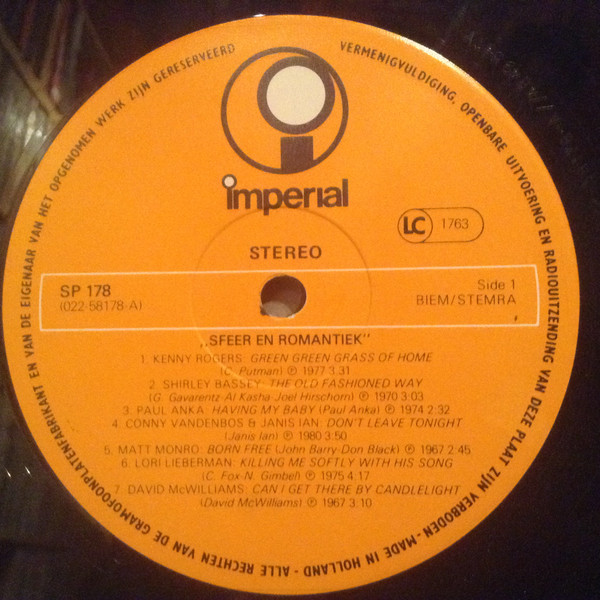 ALLE RECHTEN VAN DE GRAMOFOONPLATENFABRIKANT EN VAN DE EIGENAAR VAN HET OPGENOMEN WERK ZIJN GERESERVEERD
VERMENIGVULDIGING, OPENBARE UITVOERING EN RADIOUITZENDING VAN DEZE PLAAT ZIJN VERBODEN - MADE IN HOLLAND -
imperial
LC 1763
STEREO
SP 178
(022-58178-A)
Side 1
BIEM/STEMRA
„SFEER EN ROMANTIEK"
1. KENNY ROGERS: GREEN GREEN GRASS OF HOME
(C. Putman) ℗ 1977 3.31
2. SHIRLEY BASSEY: THE OLD FASHIONED WAY
(G. Gavarentz-Al Kasha Joel Hirschorn) ℗ 1970 3:03
3. PAUL ANKA: HAVING MY BABY (Paul Anka) ℗ 1974 2:32
4. CONNY VANDENBOS & JANIS IAN: DON'T LEAVE TONIGHT
(Janis Ian) ℗ 1980 3:50
5. MATT MONRO: BORN FREE (John Barry-Don Black) ℗ 1967 2:45
6. LORI LIEBERMAN: KILLING ME SOFTLY WITH HIS SONG
(C. Fox-N. Gimbel) ℗ 1975 4:17
7. DAVID McWILLIAMS: CAN I GET THERE BY CANDLELIGHT
(David McWilliams) ℗ 1967 3:10